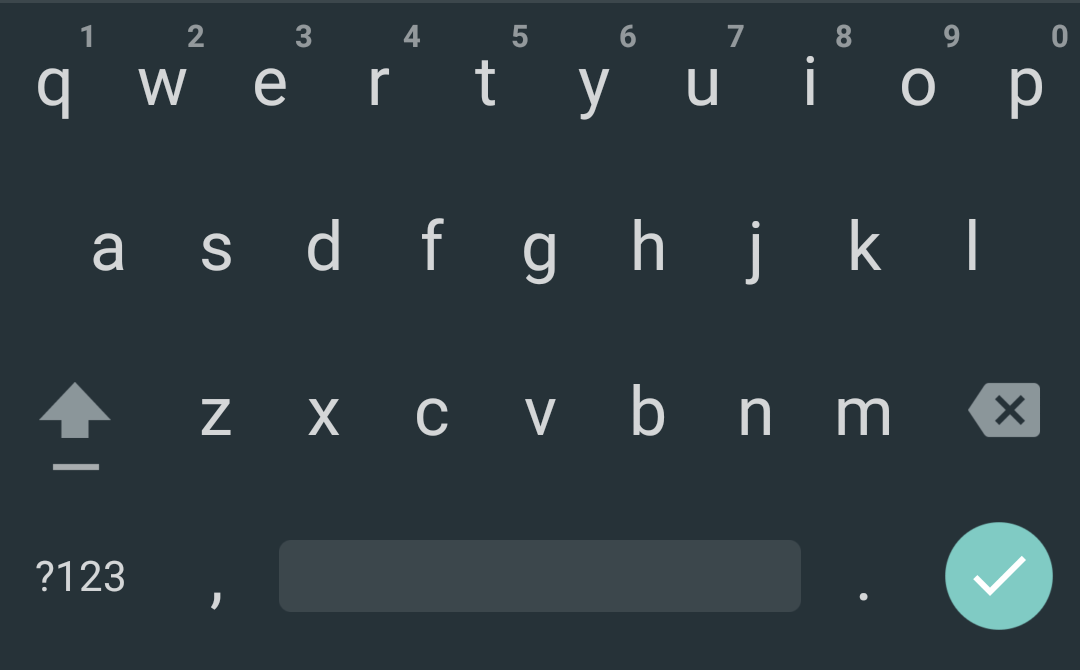 1 2 3 4 5 6 7 8 9 0
q w e r t y u i o p
a s d f g h j k l
z x c v b n m
?123 , .